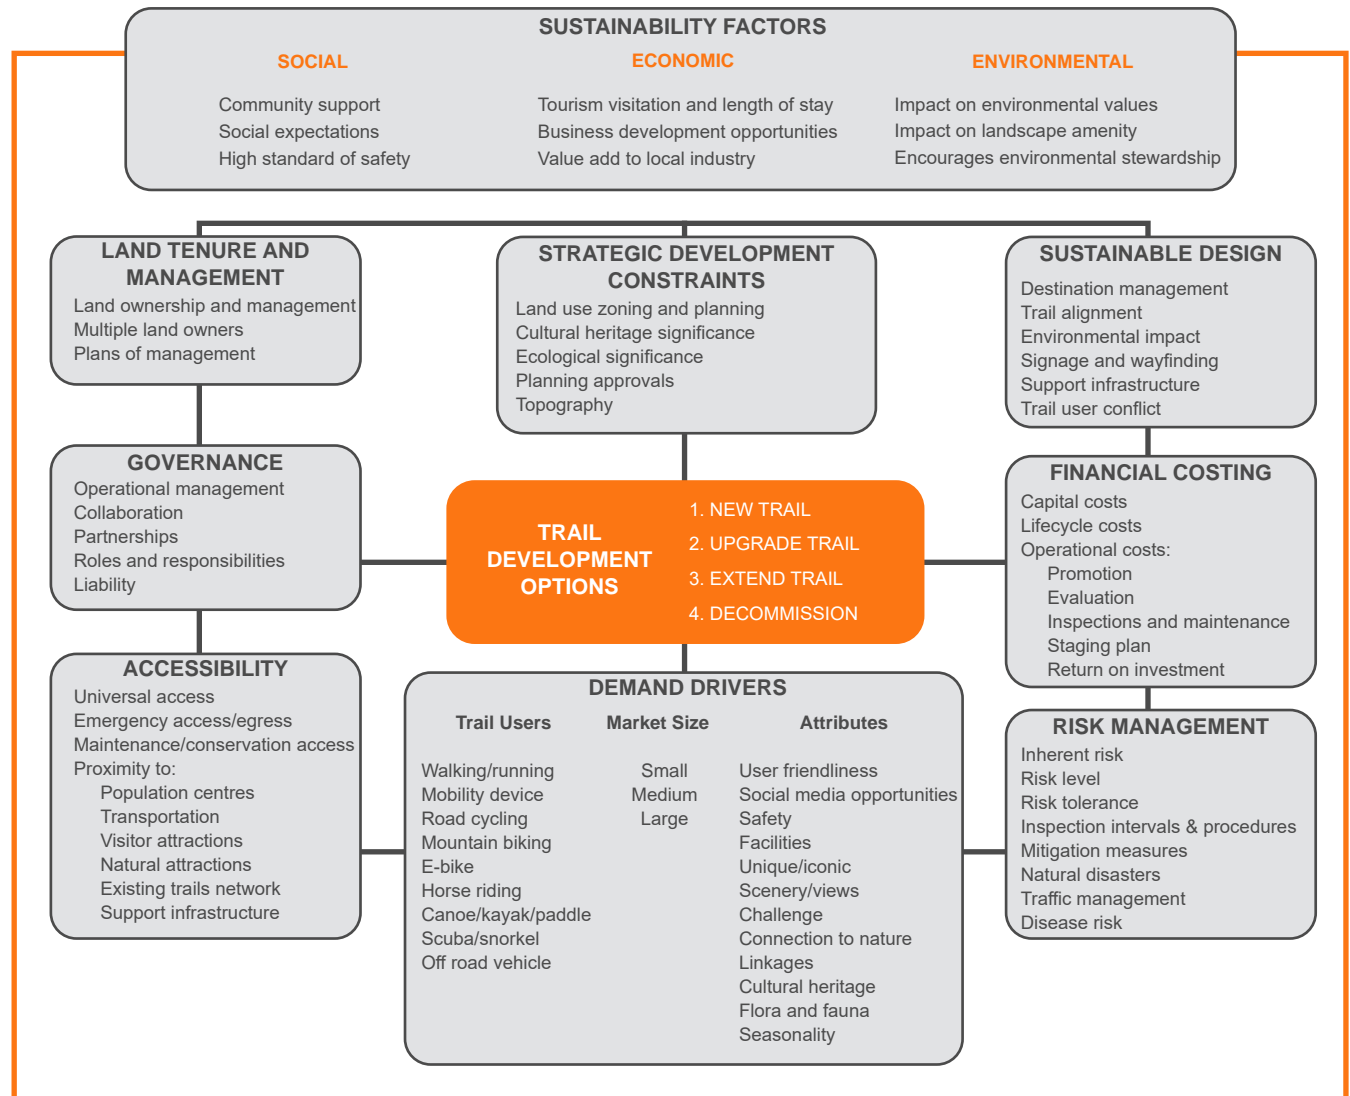 SUSTAINABILITY FACTORS
SOCIAL
Community support
Social expectations
High standard of safety
ECONOMIC
Tourism visitation and length of stay
Business development opportunities
Value add to local industry
ENVIRONMENTAL
Impact on environmental values
Impact on landscape amenity
Encourages environmental stewardship
LAND TENURE AND
MANAGEMENT
Land ownership and management
Multiple land owners
Plans of management
STRATEGIC DEVELOPMENT
CONSTRAINTS
Land use zoning and planning
Cultural heritage significance
Ecological significance
Planning approvals
Topography
SUSTAINABLE DESIGN
Destination management
Trail alignment
Environmental impact
Signage and wayfinding
Support infrastructure
Trail user conflict
GOVERNANCE
Operational management
Collaboration
Partnerships
Roles and responsibilities
Liability
TRAIL
DEVELOPMENT
OPTIONS
1. NEW TRAIL
2. UPGRADE TRAIL
3. EXTEND TRAIL
4. DECOMMISSION
FINANCIAL COSTING
Capital costs
Lifecycle costs
Operational costs:
Promotion
Evaluation
Inspections and maintenance
Staging plan
Return on investment
ACCESSIBILITY
Universal access
Emergency access/egress
Maintenance/conservation access
Proximity to:
Population centres
Transportation
Visitor attractions
Natural attractions
Existing trails network
Support infrastructure
DEMAND DRIVERS
Trail Users
Walking/running
Mobility device
Road cycling
Mountain biking
E-bike
Horse riding
Canoe/kayak/paddle
Scuba/snorkel
Off road vehicle
Market Size
Small
Medium
Large
Attributes
User friendliness
Social media opportunities
Safety
Facilities
Unique/iconic
Scenery/views
Challenge
Connection to nature
Linkages
Cultural heritage
Flora and fauna
Seasonality
RISK MANAGEMENT
Inherent risk
Risk level
Risk tolerance
Inspection intervals & procedures
Mitigation measures
Natural disasters
Traffic management
Disease risk